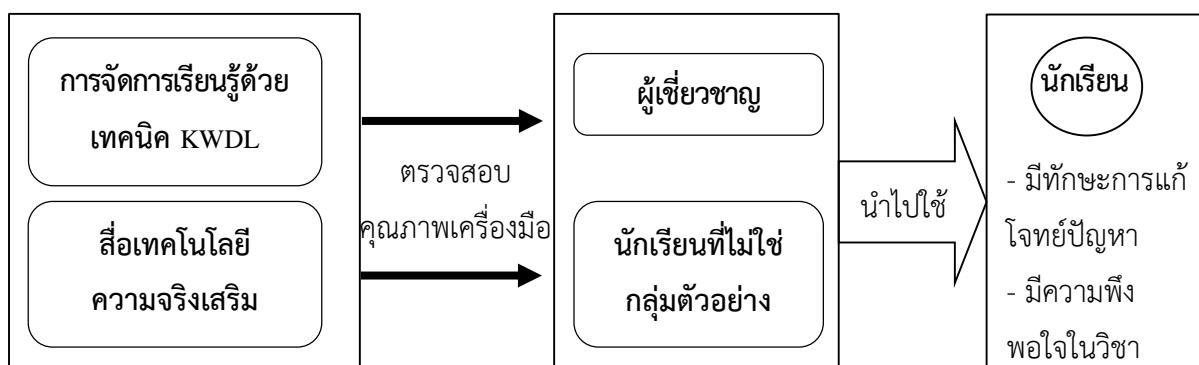 การจัดการเรียนรู้ด้วย
เทคนิค KWDL
สื่อเทคโนโลยี
ความจริงเสริม
ตรวจสอบ
คุณภาพเครื่องมือ
ผู้เชี่ยวชาญ
นักเรียนที่ไม่ใช่
กลุ่มตัวอย่าง
นำไปใช้
นักเรียน
- มีทักษะการแก้
โจทย์ปัญหา
- มีความพึง
พอใจในวิชา